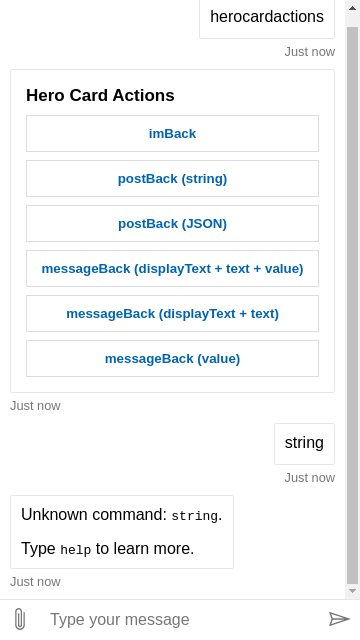 herocardactions
Just now
Hero Card Actions
imBack
postBack (string)
postBack (JSON)
messageBack (displayText + text + value)
messageBack (displayText + text)
messageBack (value)
Just now
string
Just now
Unknown command: string.
Type help to learn more.
Just now
Type your message